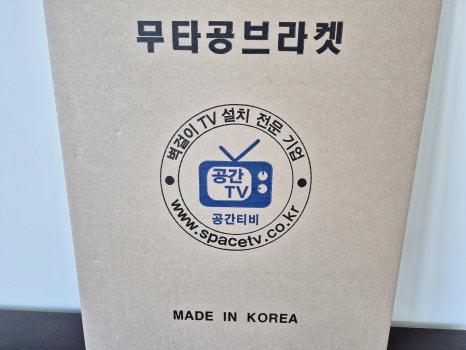 무타공브라켓
벽걸이 TV 설치 전문 기업
공간
TV
공간티비
www.spacetv.co.kr
MADE IN KOREA